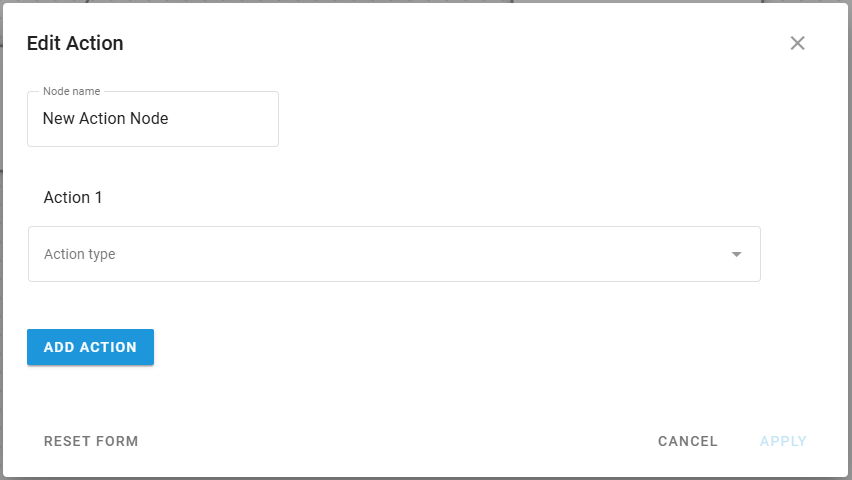 Edit Action
Node name
New Action Node
Action 1
Action type
ADD ACTION
RESET FORM
CANCEL
APPLY